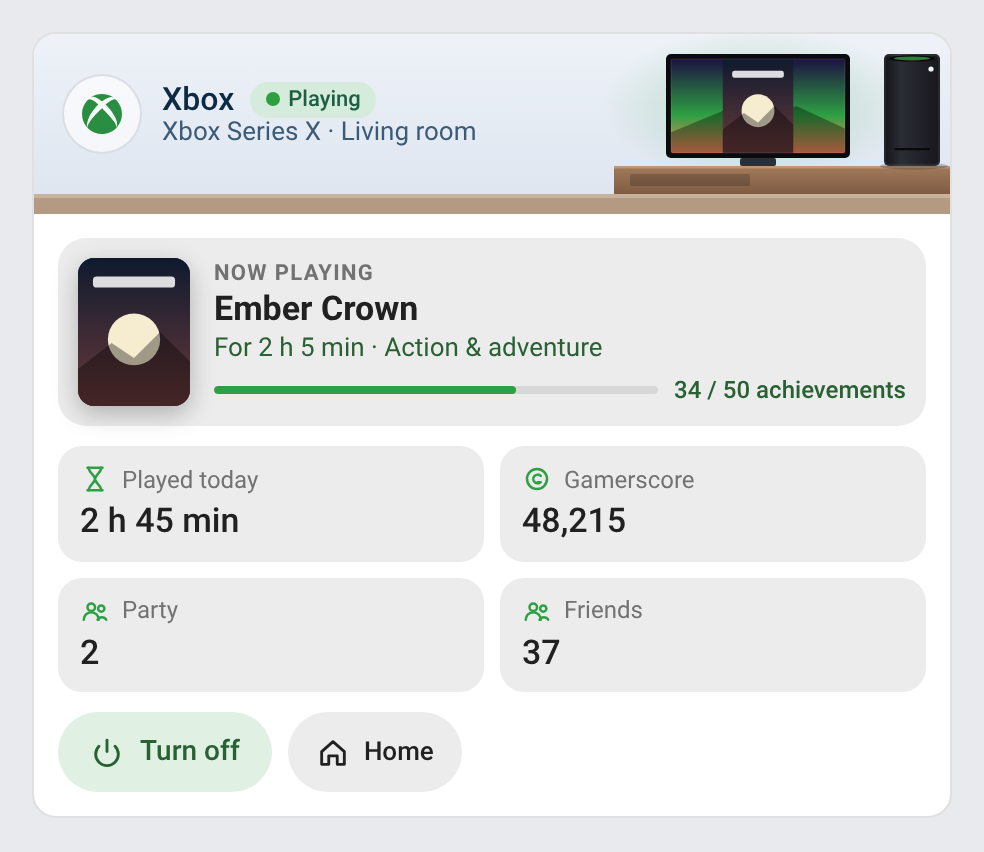 Xbox Playing
Xbox Series X · Living room
NOW PLAYING
Ember Crown
For 2 h 5 min · Action & adventure
34 / 50 achievements
Played today
2 h 45 min
Gamerscore
48,215
Party
2
Friends
37
Turn off
Home